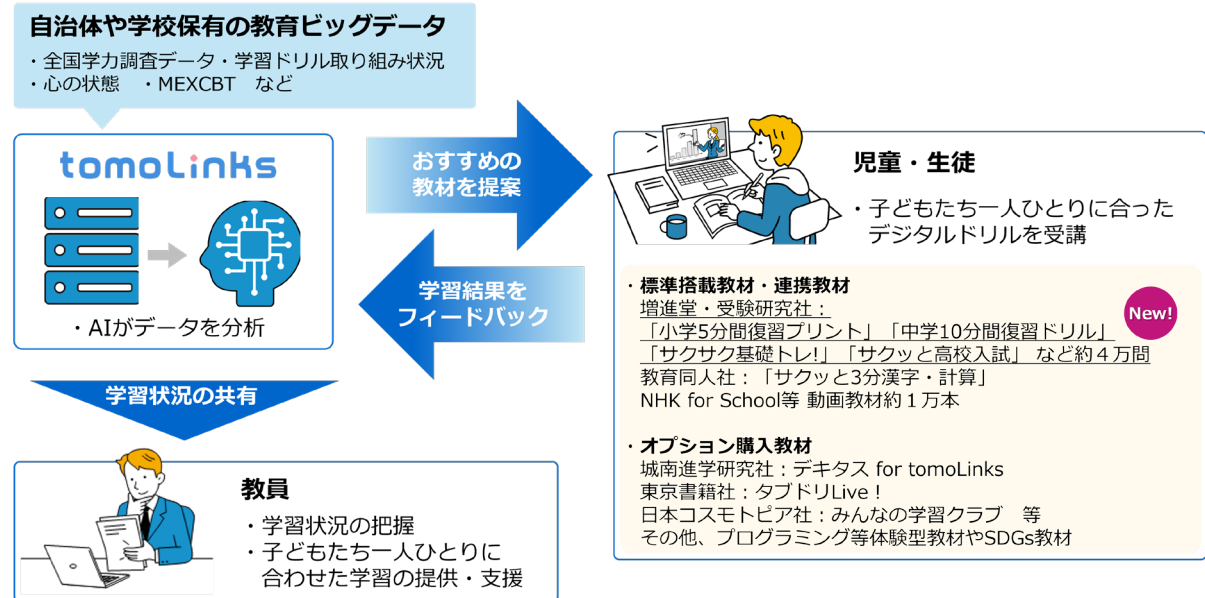 自治体や学校保有の教育ビッグデータ
・全国学力調査データ・学習ドリル取り組み状況
・心の状態　・MEXCBT　など
tomoLinks
・AIがデータを分析
おすすめの
教材を提案
学習結果を
フィードバック
学習状況の共有
教員
・学習状況の把握
・子どもたち一人ひとりに
合わせた学習の提供・支援
児童・生徒
・子どもたち一人ひとりに合った
デジタルドリルを受講
・標準搭載教材・連携教材
増進堂・受験研究社：
「小学5分間復習プリント」「中学10分間復習ドリル」
「サクサク基礎トレ!」「サクッと高校入試」 など約４万問
New!
教育同人社：「サクッと3分漢字・計算」
NHK for School等 動画教材約１万本
・オプション購入教材
城南進学研究社：デキタス for tomoLinks
東京書籍社：タブドリLive！
日本コスモトピア社：みんなの学習クラブ　等
その他、プログラミング等体験型教材やSDGs教材